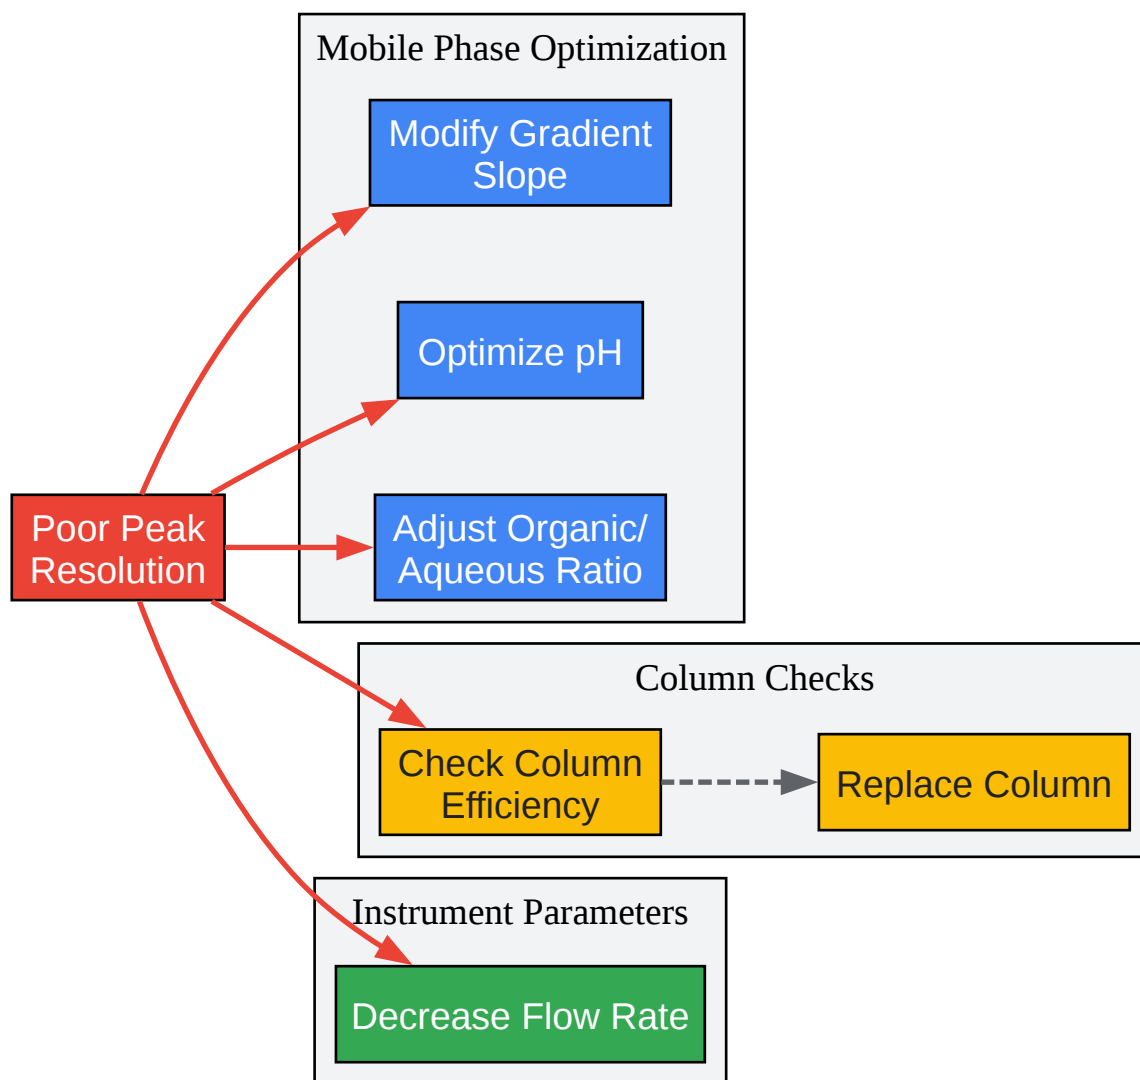 Mobile Phase Optimization
Modify Gradient
Slope
Optimize pH
Poor Peak
Resolution
Adjust Organic/
Aqueous Ratio
Column Checks
Check Column
Efficiency
Replace Column
Instrument Parameters
Decrease Flow Rate